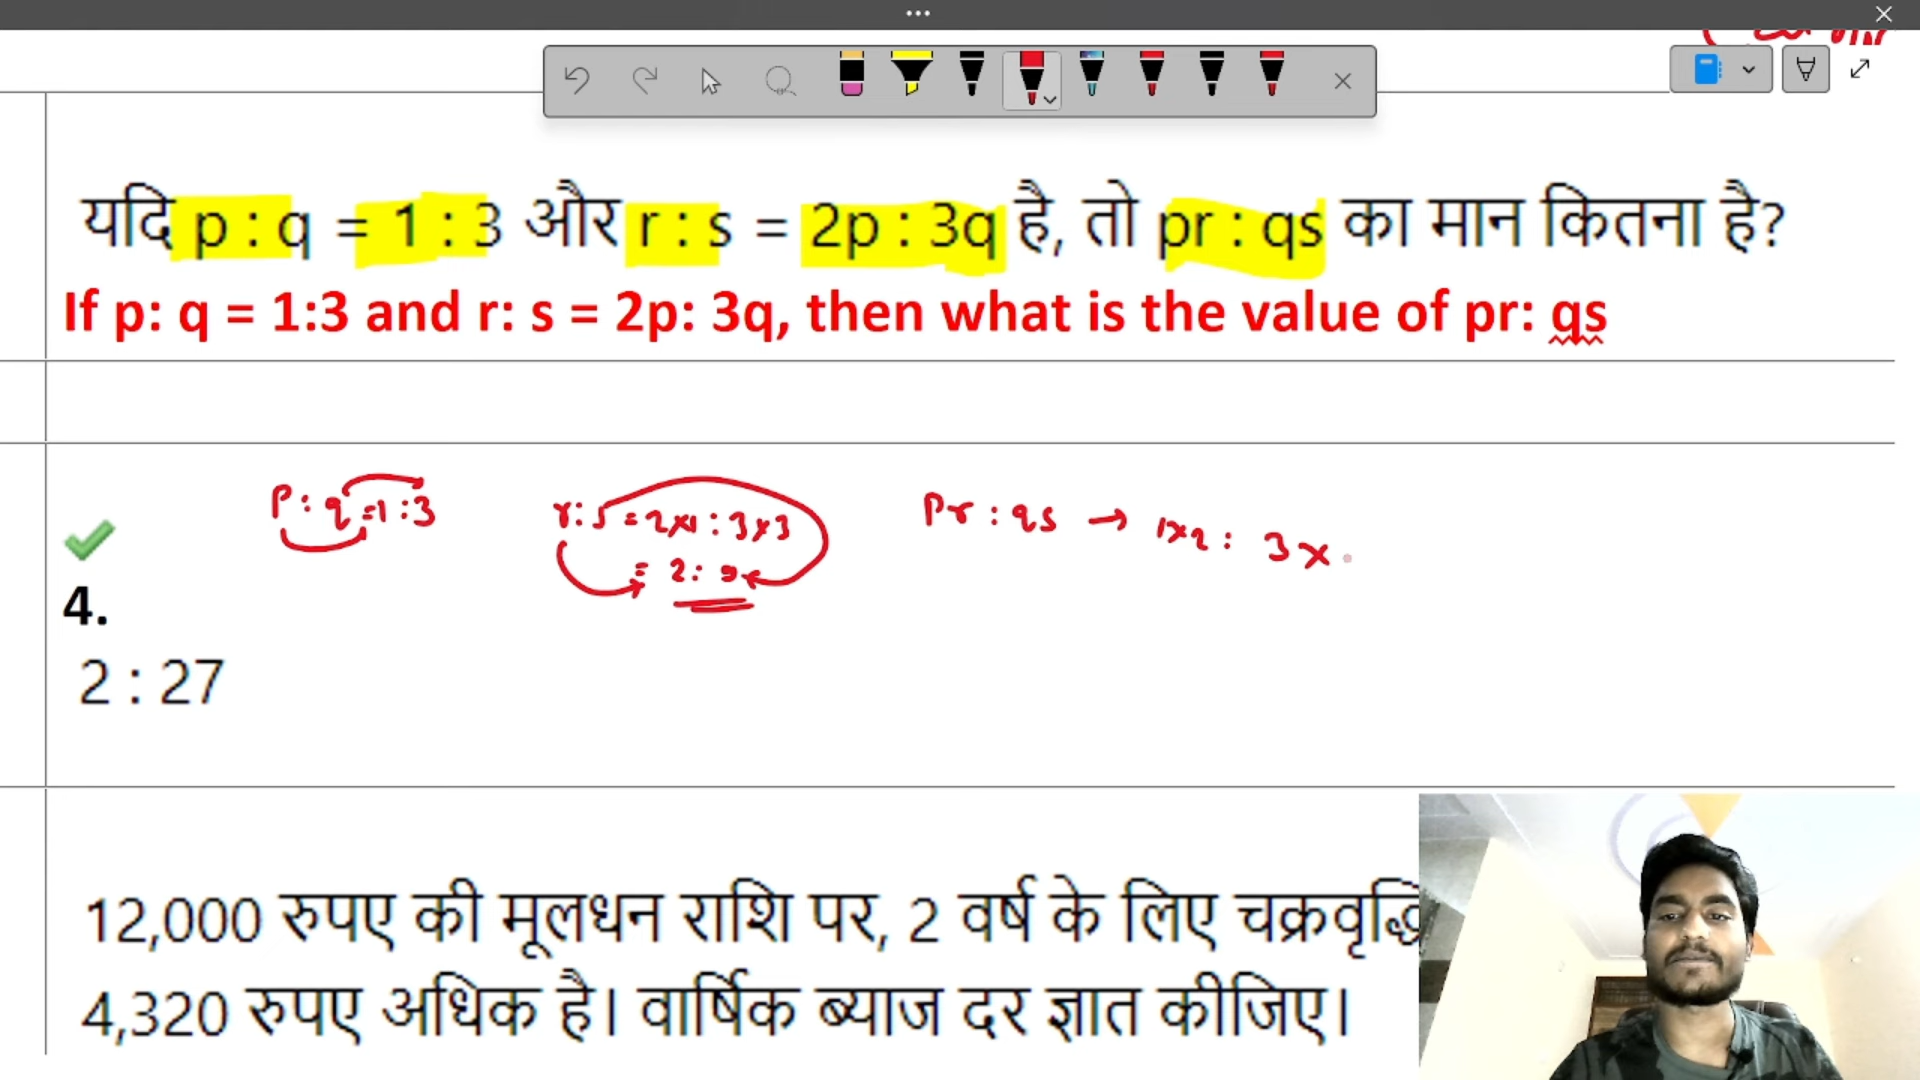 यदि p : q = 1 : 3 और r : s = 2p : 3q है, तो pr : qs का मान कितना है?
If p: q = 1:3 and r: s = 2p: 3q, then what is the value of pr: qs
P : q = 1 : 3
r : s = 2×1 : 3×3
= 2 : 9
Pr : qs → 1×2 : 3 ×
4.
2 : 27
12,000 रुपए की मूलधन राशि पर, 2 वर्ष के लिए चक्रवृद्धि
4,320 रुपए अधिक है। वार्षिक ब्याज दर ज्ञात कीजिए।